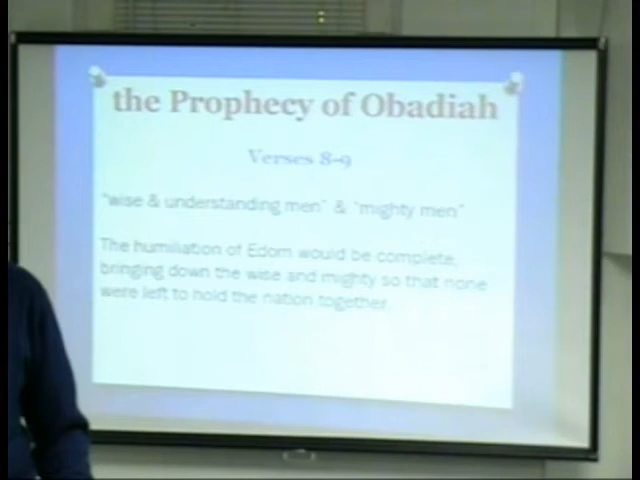 the Prophecy of Obadiah
Verses 8-9
"wise & understanding men" & "mighty men"
The humiliation of Edom would be complete,
bringing down the wise and mighty so that none
were left to hold the nation together